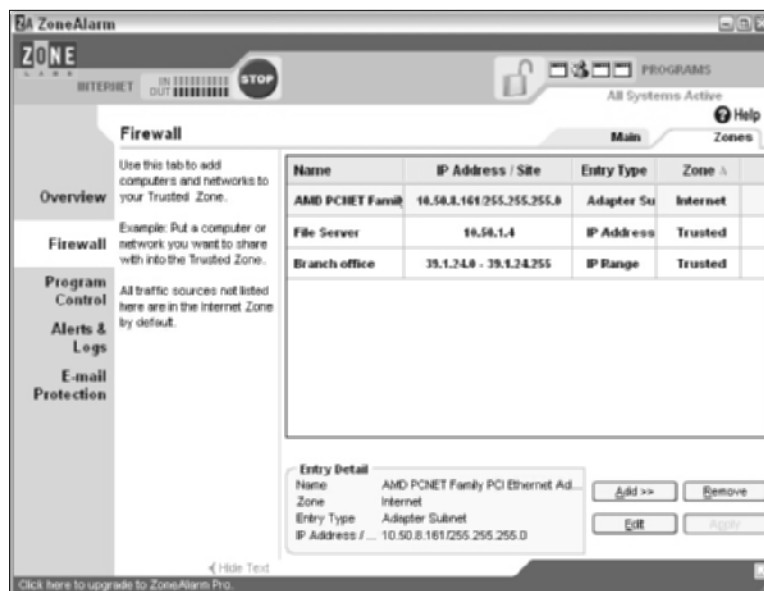 ZA ZoneAlarm
ZONE
LABS
INTERNET
IN
OUT
STOP
PROGRAMS
All Systems Active
Help
Firewall
Main
Zones
Overview
Firewall
Program
Control
Alerts &
Logs
E-mail
Protection
Use this tab to add
computers and networks to
your Trusted Zone.
Example: Put a computer or
network you want to share
with into the Trusted Zone.
All traffic sources not listed
here are in the Internet Zone
by default.
Name IP Address / Site Entry Type Zone
AMD PCNET Famil 10.50.8.161/255.255.255.0 Adapter Su Internet
File Server 10.50.1.4 IP Address Trusted
Branch office 39.1.24.0 - 39.1.24.255 IP Range Trusted
Entry Detail
Name AMD PCNET Family PCI Ethernet Ad...
Zone Internet
Entry Type Adapter Subnet
IP Address / ... 10.50.8.161/255.255.255.0
Add >>
Remove
Edit
Apply
Hide Text
Click here to upgrade to ZoneAlarm Pro.